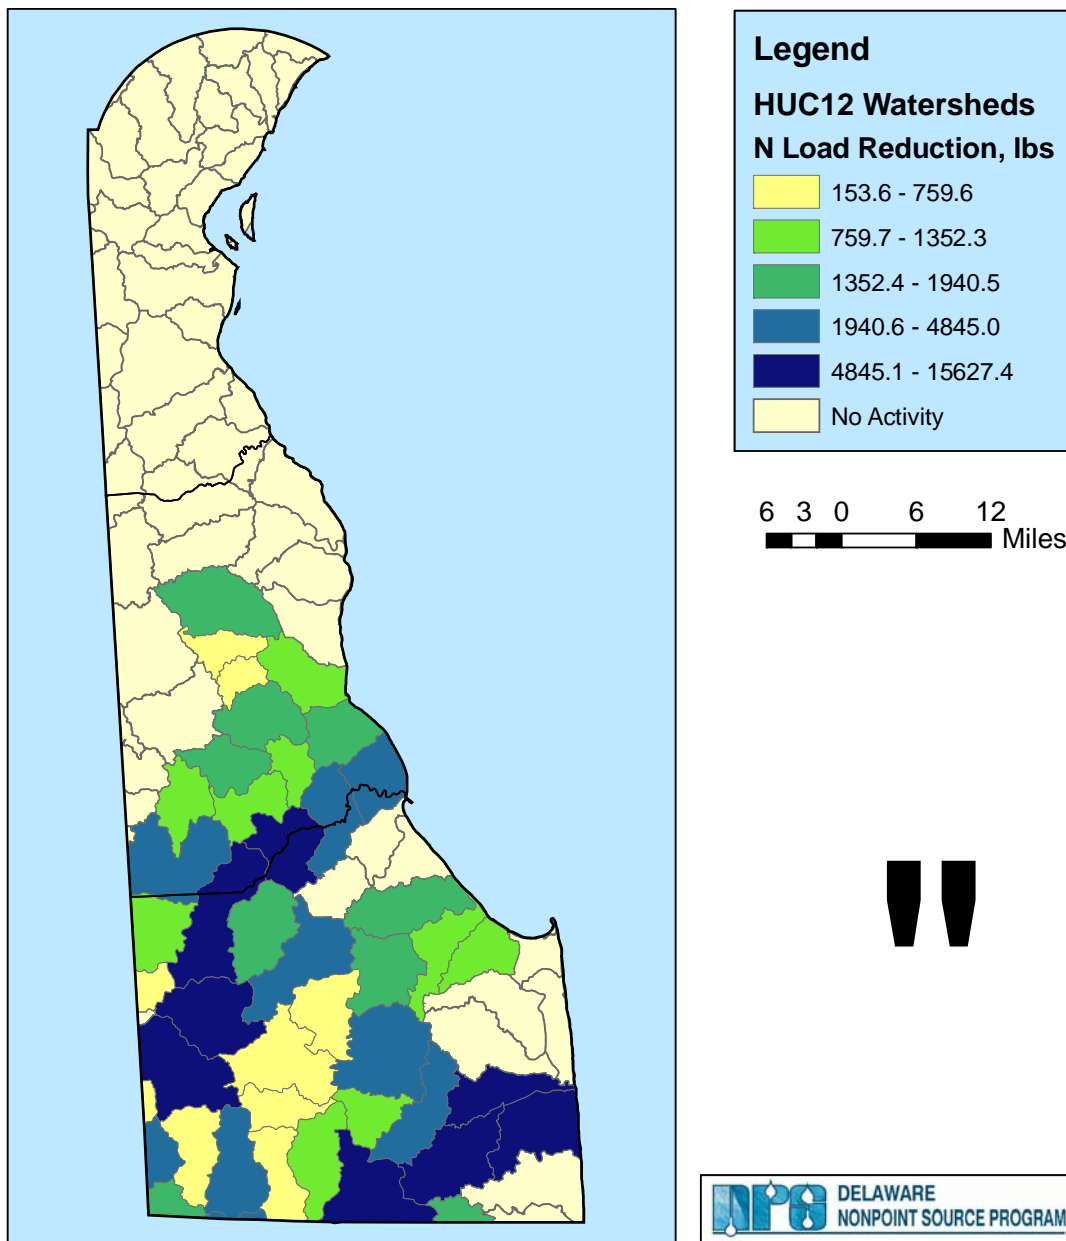 Legend
HUC12 Watersheds
N Load Reduction, lbs
153.6 - 759.6
759.7 - 1352.3
1352.4 - 1940.5
1940.6 - 4845.0
4845.1 - 15627.4
No Activity
6 3 0 6 12
Miles
"
NPS
DELAWARE
NONPOINT SOURCE PROGRAM